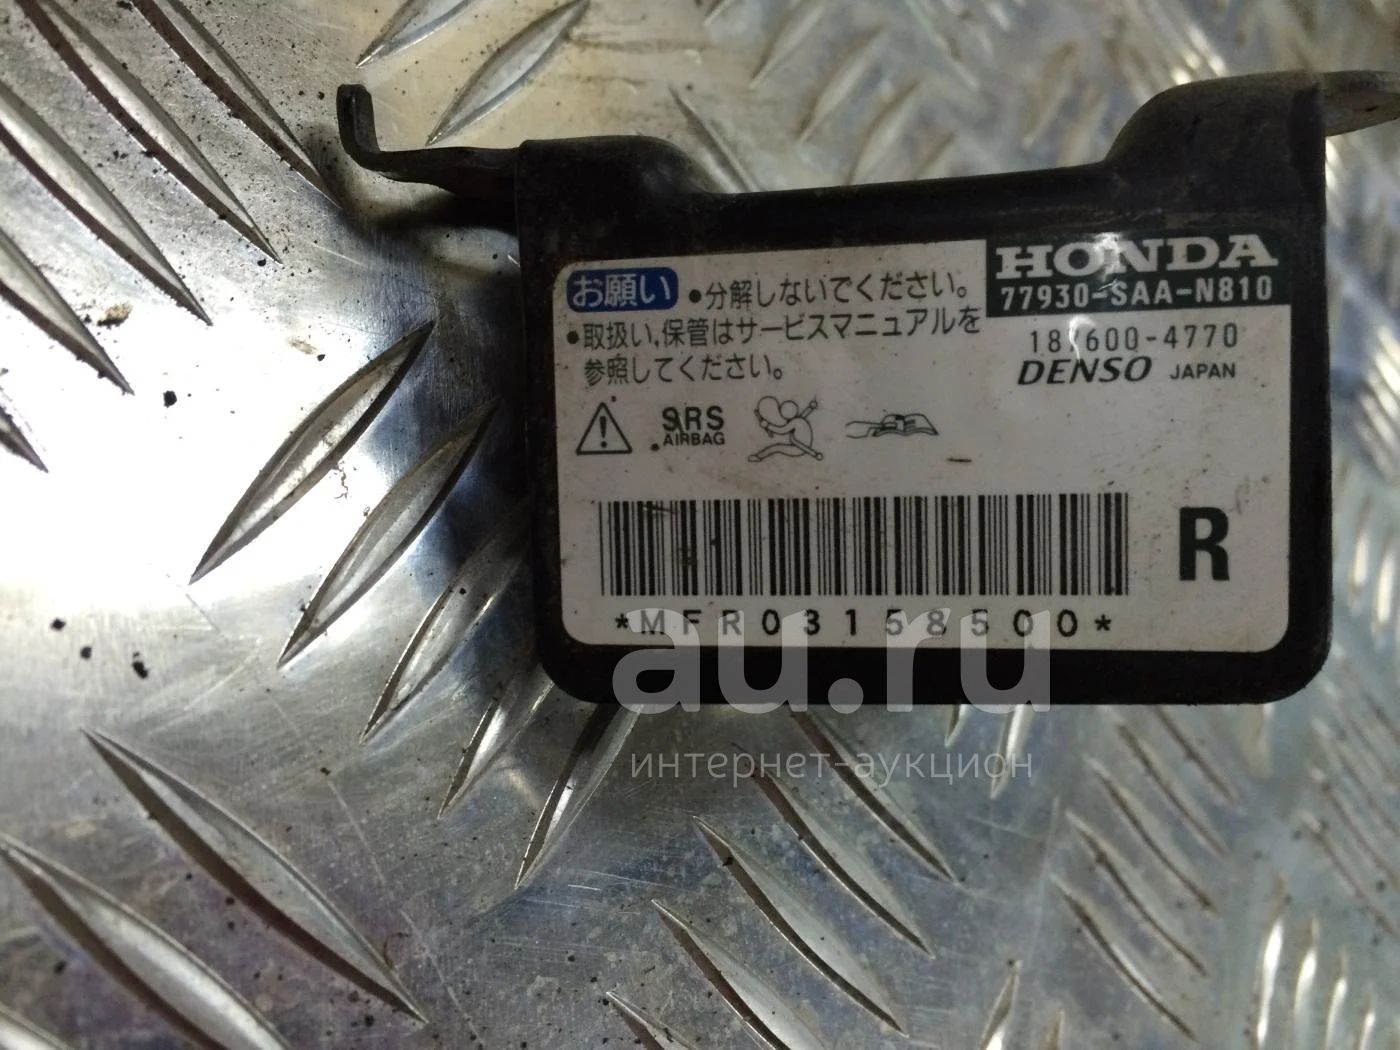 HONDA
77930-SAA-N810
お願い
●分解しないでください。
●取扱い,保管はサービスマニュアルを
参照してください。
DENSO JAPAN
SRS
AIRBAG
R
*MFR03158500*
au.ru
интернет-аукцион